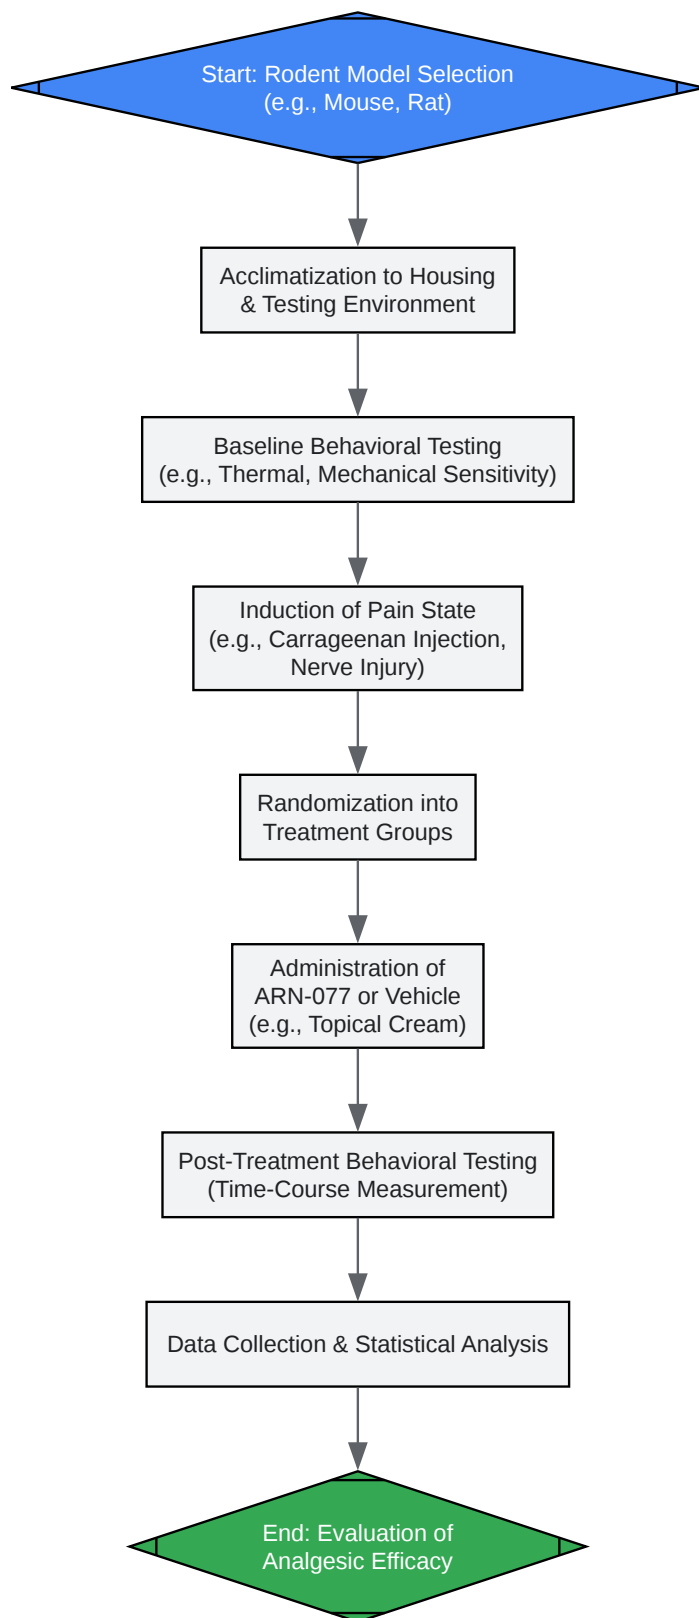 Start: Rodent Model Selection
(e.g., Mouse, Rat)
Acclimatization to Housing
& Testing Environment
Baseline Behavioral Testing
(e.g., Thermal, Mechanical Sensitivity)
Induction of Pain State
(e.g., Carrageenan Injection,
Nerve Injury)
Randomization into
Treatment Groups
Administration of
ARN-077 or Vehicle
(e.g., Topical Cream)
Post-Treatment Behavioral Testing
(Time-Course Measurement)
Data Collection & Statistical Analysis
End: Evaluation of
Analgesic Efficacy